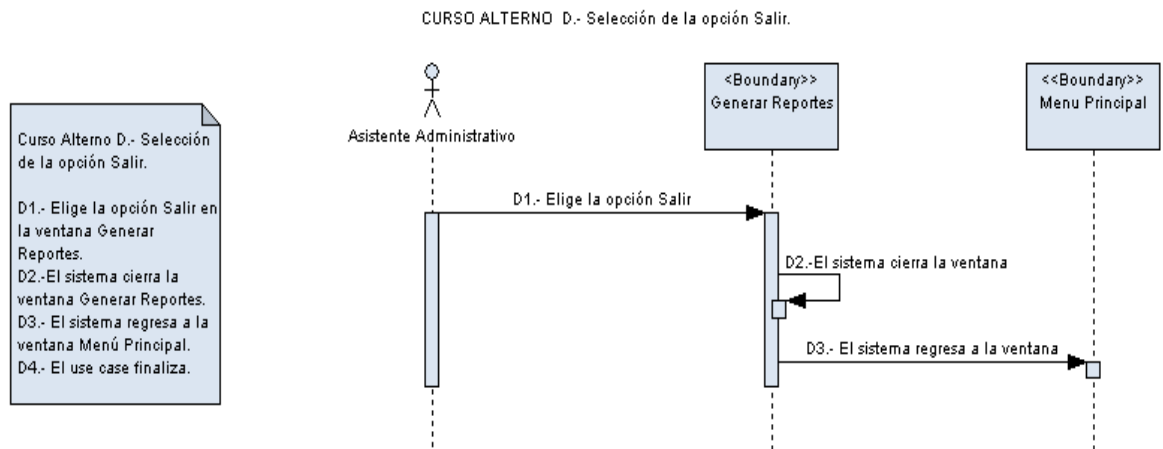 CURSO ALTERNO  D.- Selección de la opción Salir.
Curso Alterno D.- Selección
de la opción Salir.
D1.- Elige la opción Salir en
la ventana Generar
Reportes.
D2.-El sistema cierra la
ventana Generar Reportes.
D3.- El sistema regresa a la
ventana Menú Principal.
D4.- El use case finaliza.
Asistente Administrativo
<Boundary>>
Generar Reportes
<<Boundary>>
Menu Principal
D1.- Elige la opción Salir
D2.-El sistema cierra la ventana
D3.- El sistema regresa a la ventana